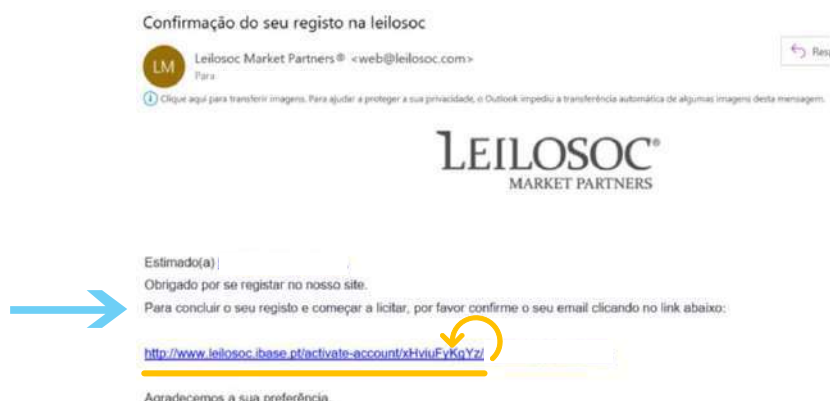 Confirmação do seu registo na leilosoc
LM
Leilosoc Market Partners® <web@leilosoc.com>
Para
Clique aqui para transferir imagens. Para ajudar a proteger a sua privacidade, o Outlook impediu a transferência automática de algumas imagens desta mensagem.
LEILOSOC®
MARKET PARTNERS
Estimado(a)
Obrigado por se registar no nosso site.
Para concluir o seu registo e começar a licitar, por favor confirme o seu email clicando no link abaixo:
http://www.leilosoc.ibase.pt/activate-account/xHviuFyKgYz/
Agradecemos a sua preferência.